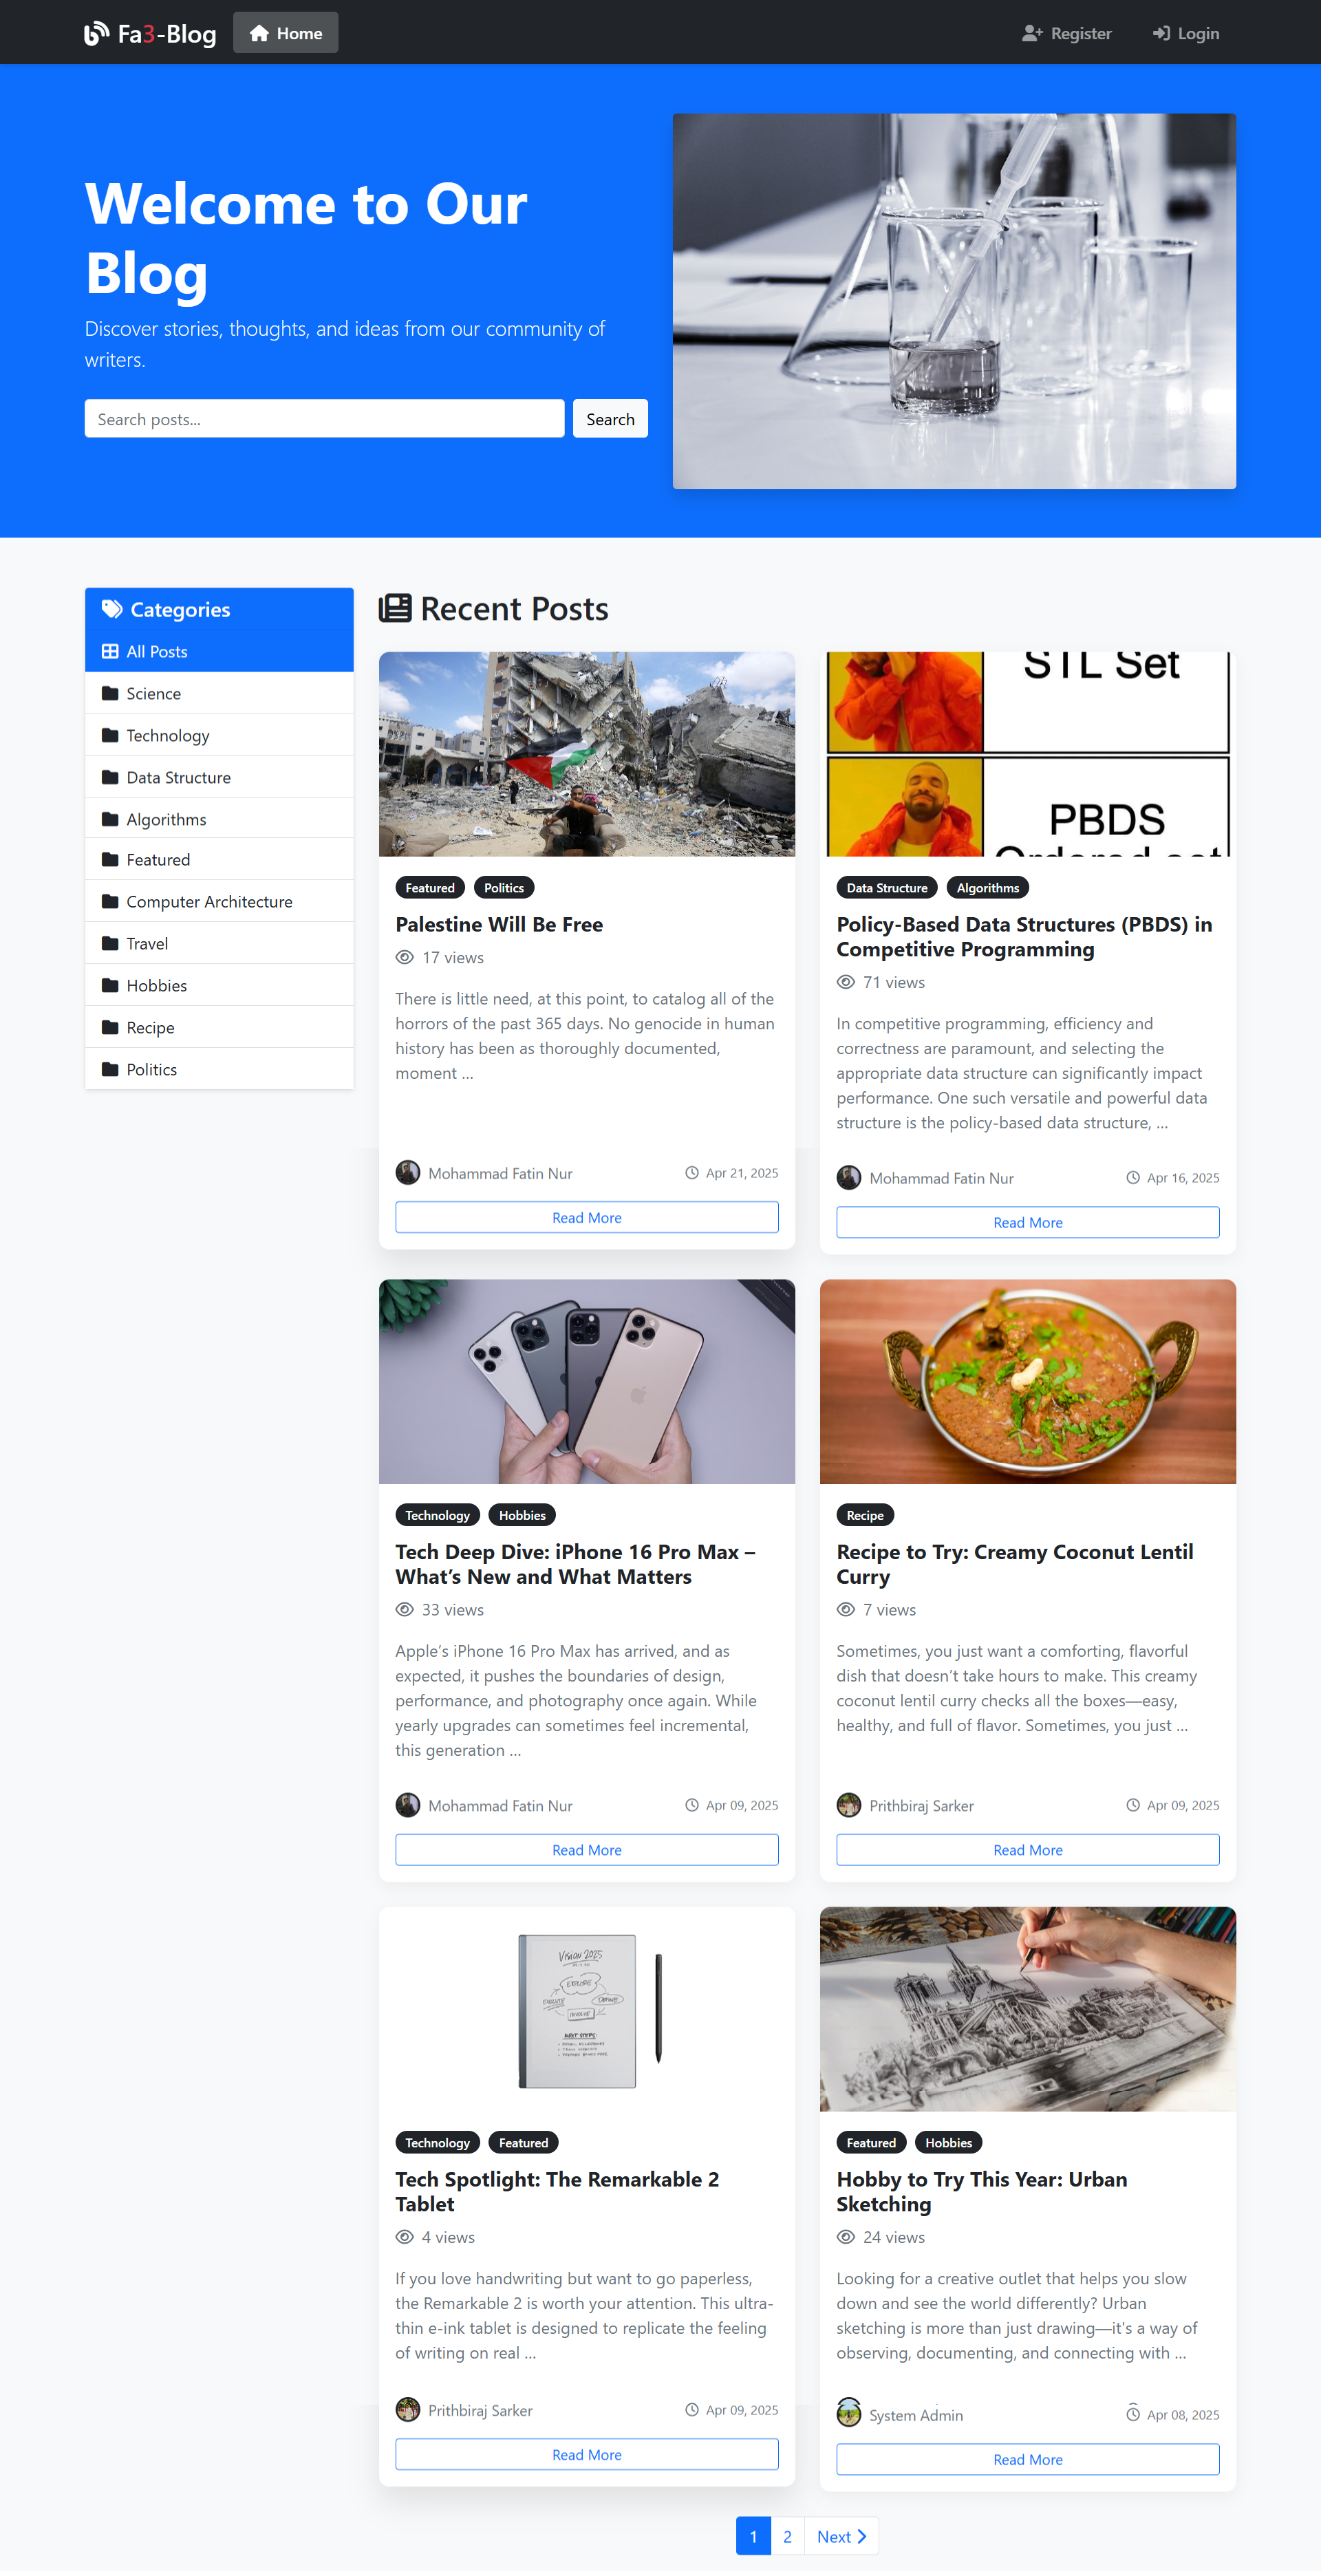 Fa3-Blog
Home
Register
Login
Welcome to Our
Blog
Discover stories, thoughts, and ideas from our community of
writers.
Search posts...
Search
Categories
All Posts
Science
Technology
Data Structure
Algorithms
Featured
Computer Architecture
Travel
Hobbies
Recipe
Politics
Recent Posts
Featured
Politics
Palestine Will Be Free
17 views
There is little need, at this point, to catalog all of the
horrors of the past 365 days. No genocide in human
history has been as thoroughly documented,
moment ...
Mohammad Fatin Nur
Apr 21, 2025
Read More
STL Set
PBDS
Ordered set
Data Structure
Algorithms
Policy-Based Data Structures (PBDS) in
Competitive Programming
71 views
In competitive programming, efficiency and
correctness are paramount, and selecting the
appropriate data structure can significantly impact
performance. One such versatile and powerful data
structure is the policy-based data structure, ...
Mohammad Fatin Nur
Apr 16, 2025
Read More
Technology
Hobbies
Tech Deep Dive: iPhone 16 Pro Max –
What’s New and What Matters
33 views
Apple’s iPhone 16 Pro Max has arrived, and as
expected, it pushes the boundaries of design,
performance, and photography once again. While
yearly upgrades can sometimes feel incremental,
this generation ...
Mohammad Fatin Nur
Apr 09, 2025
Read More
Recipe
Recipe to Try: Creamy Coconut Lentil
Curry
7 views
Sometimes, you just want a comforting, flavorful
dish that doesn’t take hours to make. This creamy
coconut lentil curry checks all the boxes—easy,
healthy, and full of flavor. Sometimes, you just ...
Prithbiraj Sarker
Apr 09, 2025
Read More
Vision 2025
EXPLORE
EXECUTE
DEFINE
INVOLVE
NEXT STEPS:
Technology
Featured
Tech Spotlight: The Remarkable 2
Tablet
4 views
If you love handwriting but want to go paperless,
the Remarkable 2 is worth your attention. This ultra-
thin e-ink tablet is designed to replicate the feeling
of writing on real ...
Prithbiraj Sarker
Apr 09, 2025
Read More
Featured
Hobbies
Hobby to Try This Year: Urban
Sketching
24 views
Looking for a creative outlet that helps you slow
down and see the world differently? Urban
sketching is more than just drawing—it's a way of
observing, documenting, and connecting with ...
System Admin
Apr 08, 2025
Read More
1
2
Next